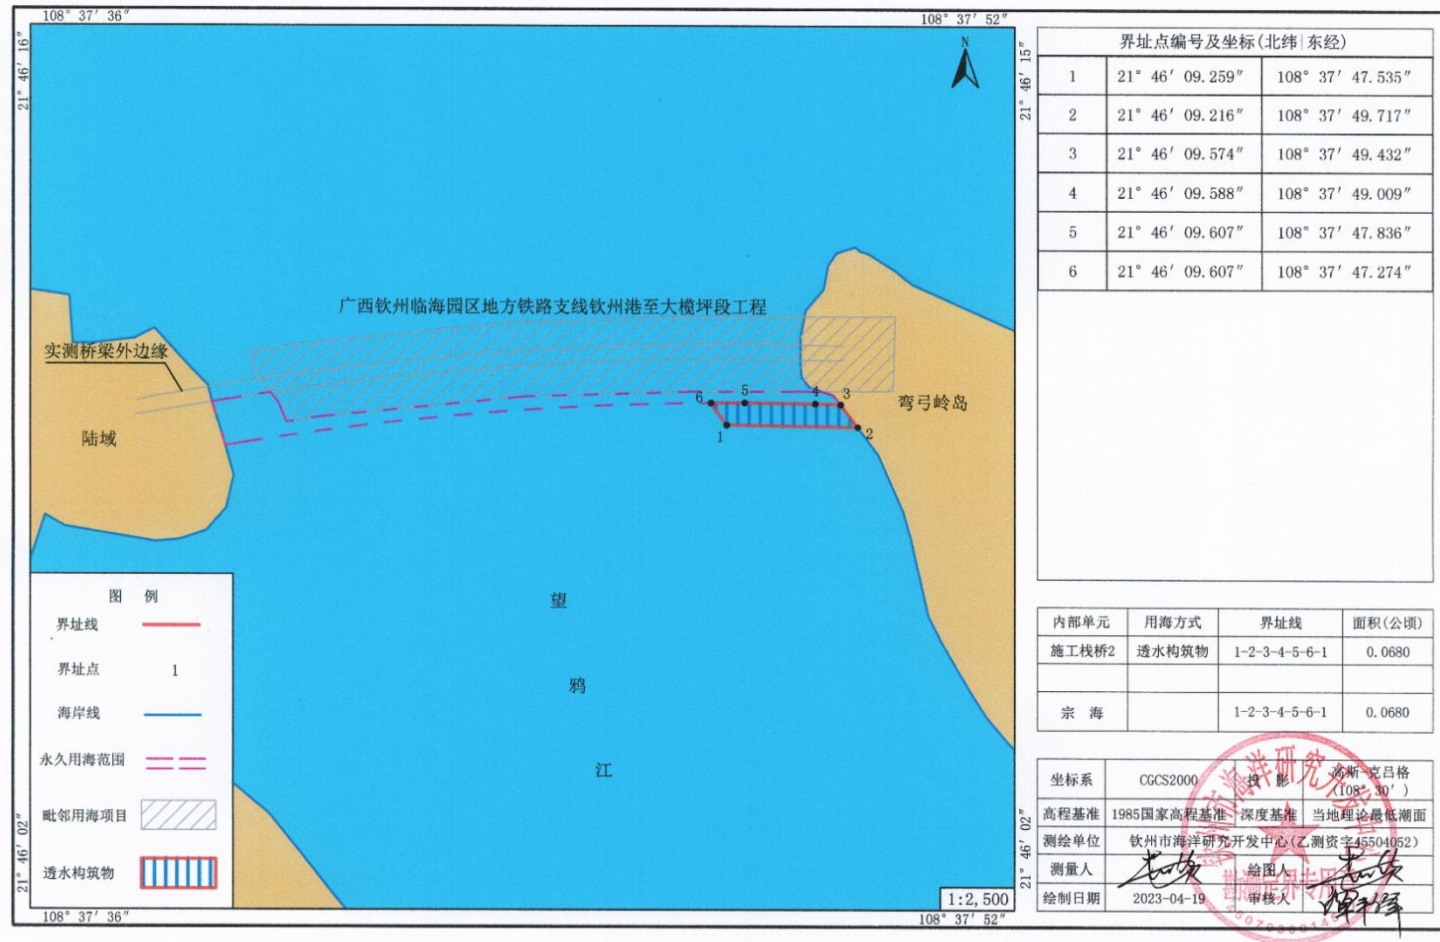 108° 37′ 36″
108° 37′ 52″
21° 46′ 16″
21° 46′ 15″
N
广西钦州临海园区地方铁路支线钦州港至大榄坪段工程
实测桥梁外边缘
陆域
弯弓岭岛
6
5
4
3
1
2
望
鸦
江
图 例
界址线
界址点 1
海岸线
永久用海范围
毗邻用海项目
透水构筑物
21° 46′ 02″
21° 46′ 02″
1:2,500
108° 37′ 36″
108° 37′ 52″
界址点编号及坐标(北纬|东经)
1 21° 46′ 09.259″ 108° 37′ 47.535″
2 21° 46′ 09.216″ 108° 37′ 49.717″
3 21° 46′ 09.574″ 108° 37′ 49.432″
4 21° 46′ 09.588″ 108° 37′ 49.009″
5 21° 46′ 09.607″ 108° 37′ 47.836″
6 21° 46′ 09.607″ 108° 37′ 47.274″
内部单元 用海方式 界址线 面积(公顷)
施工栈桥2 透水构筑物 1-2-3-4-5-6-1 0.0680
宗 海 1-2-3-4-5-6-1 0.0680
坐标系 CGCS2000 投 影 高斯-克吕格
(108° 30′)
高程基准 1985国家高程基准 深度基准 当地理论最低潮面
测绘单位 钦州市海洋研究开发中心(乙测资字45504052)
测量人 绘图人
绘制日期 2023-04-19 审核人
钦州市海洋研究开发中心